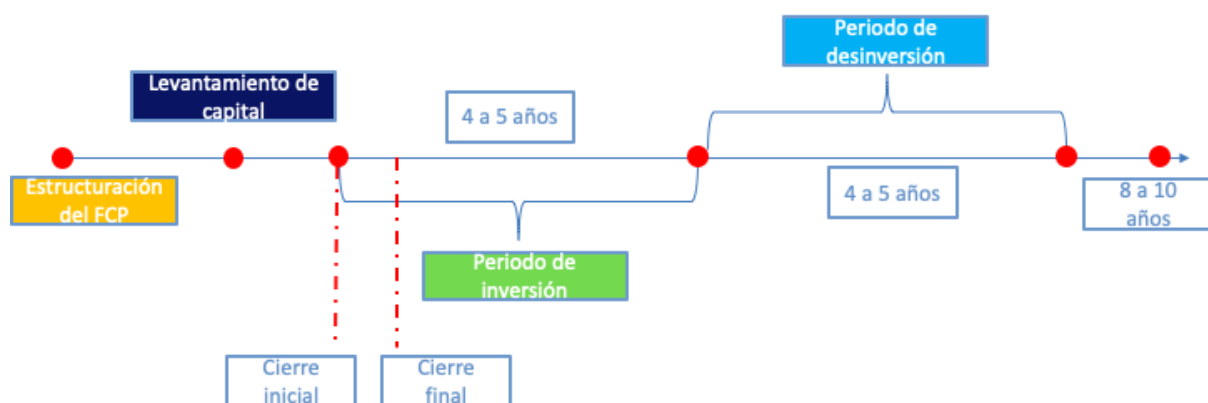 Periodo de
desinversión
Levantamiento de
capital
4 a 5 años
Estructuración
del FCP
4 a 5 años
8 a 10
años
Periodo de
inversión
Cierre
inicial
Cierre
final